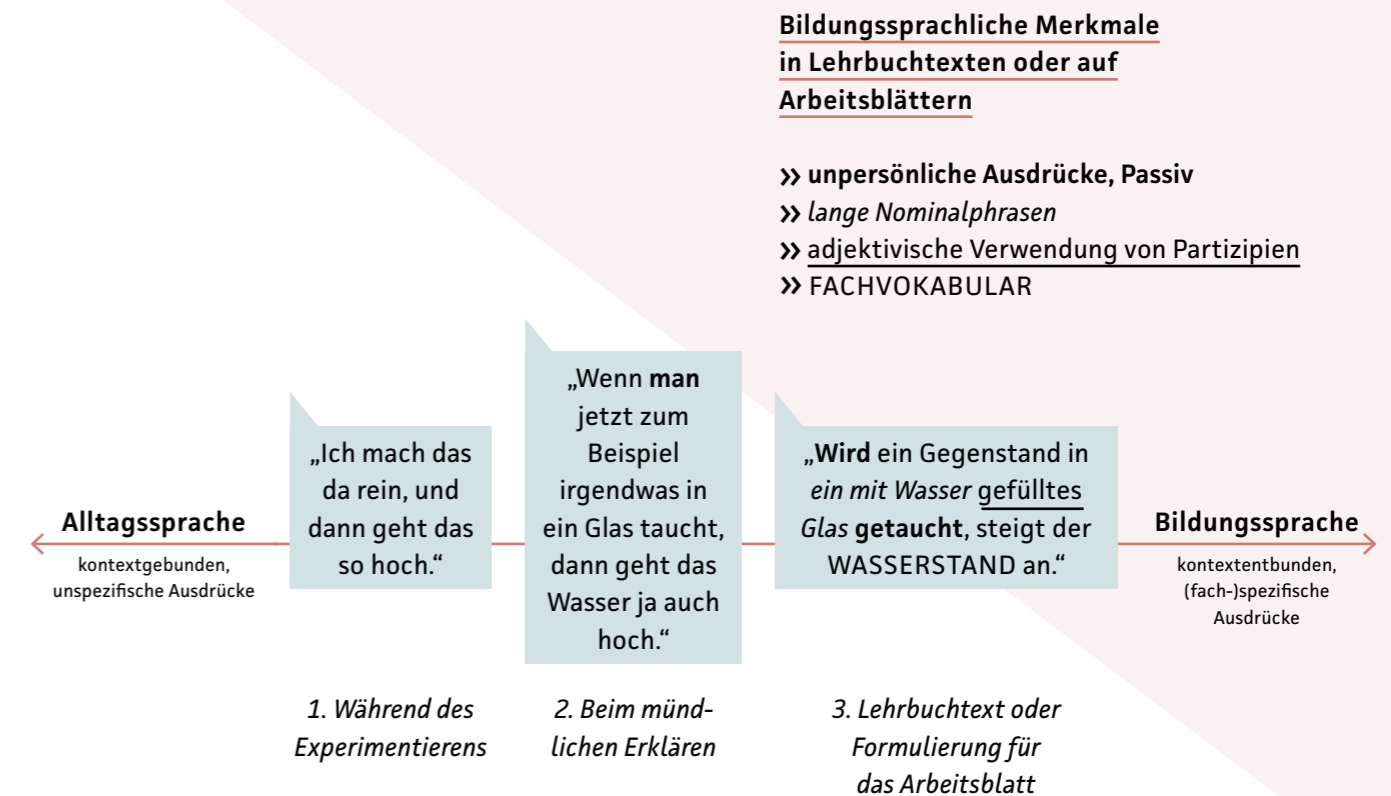 Bildungssprachliche Merkmale
in Lehrbuchtexten oder auf
Arbeitsblättern
» unpersönliche Ausdrücke, Passiv
» lange Nominalphrasen
» adjektivische Verwendung von Partizipien
» FACHVOKABULAR
Alltagssprache
kontextgebunden,
unspezifische Ausdrücke
„Ich mach das
da rein, und
dann geht das
so hoch.“
„Wenn man
jetzt zum
Beispiel
irgendwas in
ein Glas taucht,
dann geht das
Wasser ja auch
hoch.“
„Wird ein Gegenstand in
ein mit Wasser gefülltes
Glas getaucht, steigt der
WASSERSTAND an.“
Bildungssprache
kontextentbunden,
(fach-)spezifische
Ausdrücke
1. Während des
Experimentierens
2. Beim münd-
lichen Erklären
3. Lehrbuchtext oder
Formulierung für
das Arbeitsblatt